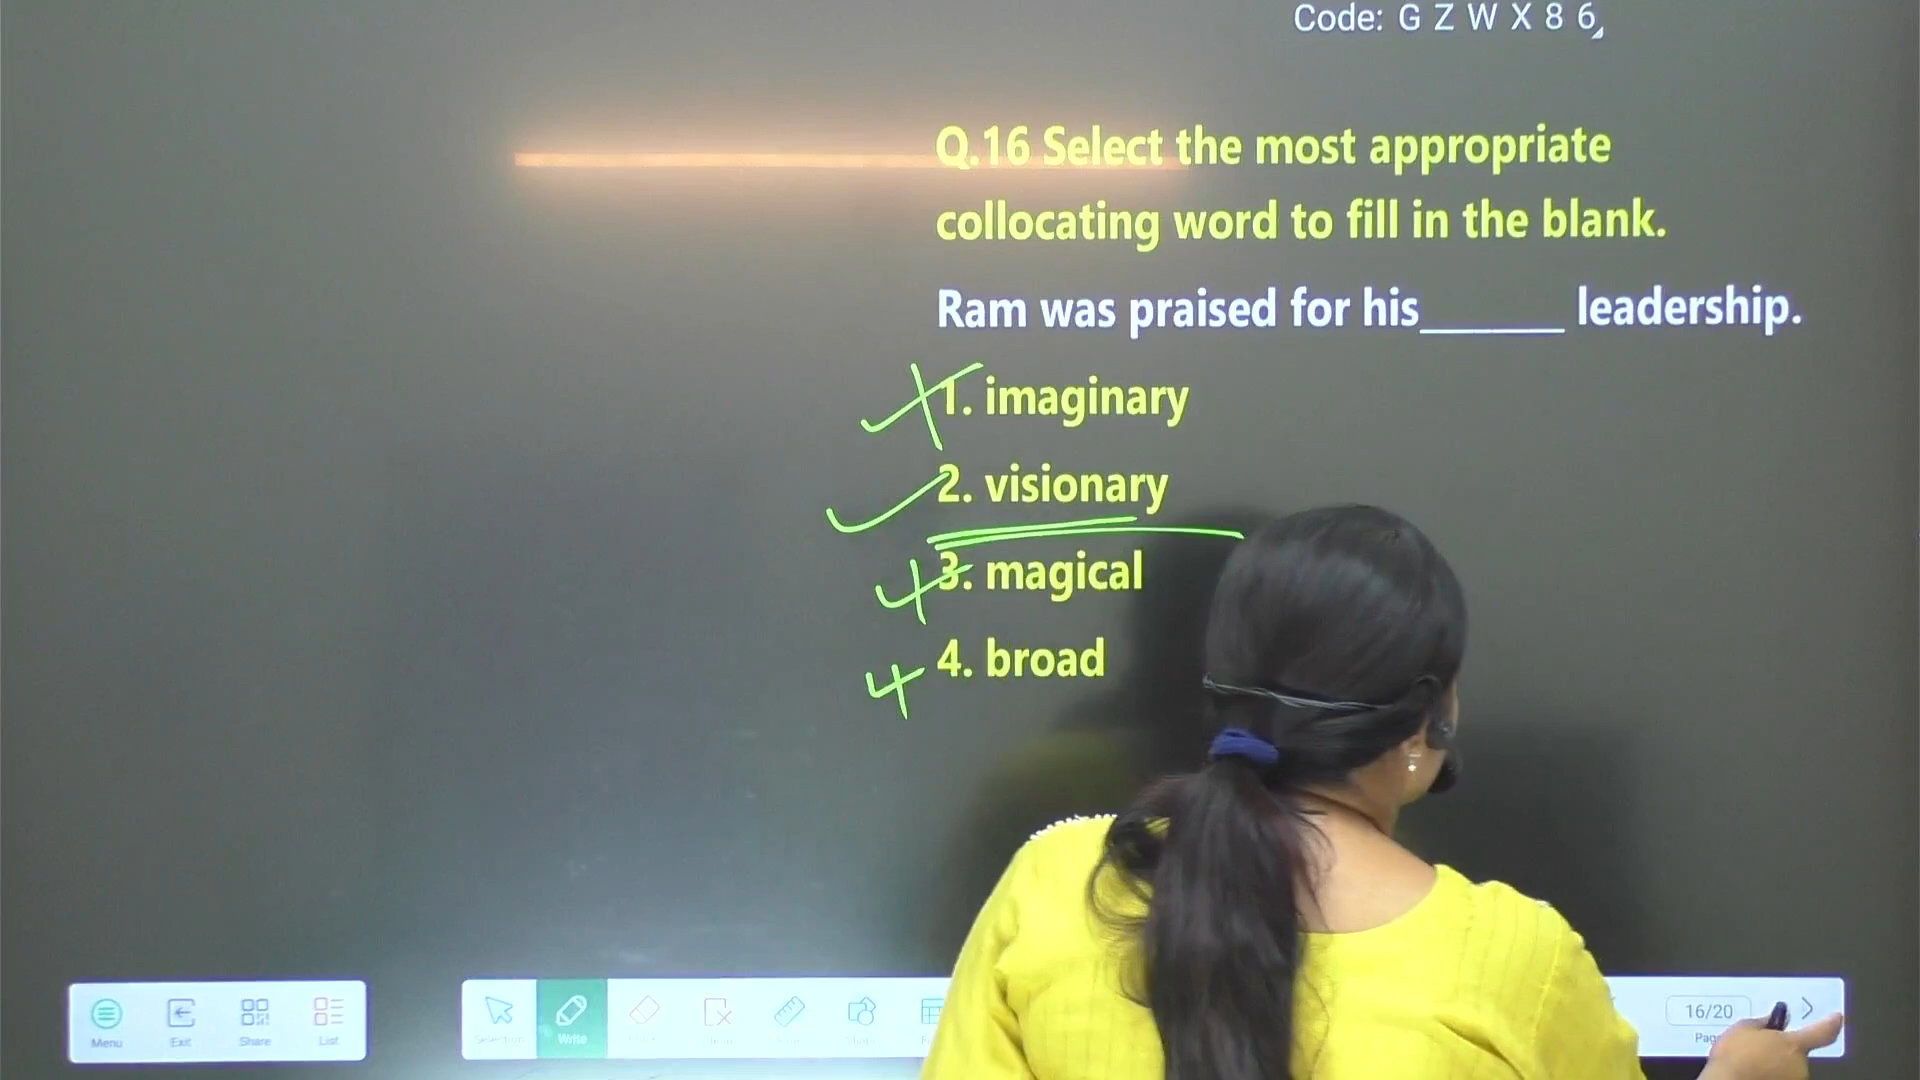 Code: G Z W X 8 6
Q.16 Select the most appropriate
collocating word to fill in the blank.
Ram was praised for his______ leadership.
1. imaginary
2. visionary
3. magical
4. broad
Menu Exit Share List
Write
16/20